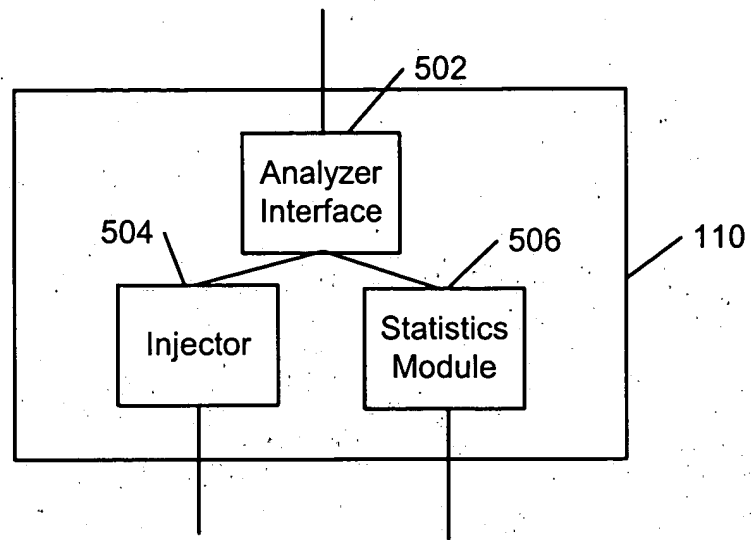 502
Analyzer
Interface
504
506
110
Injector
Statistics
Module